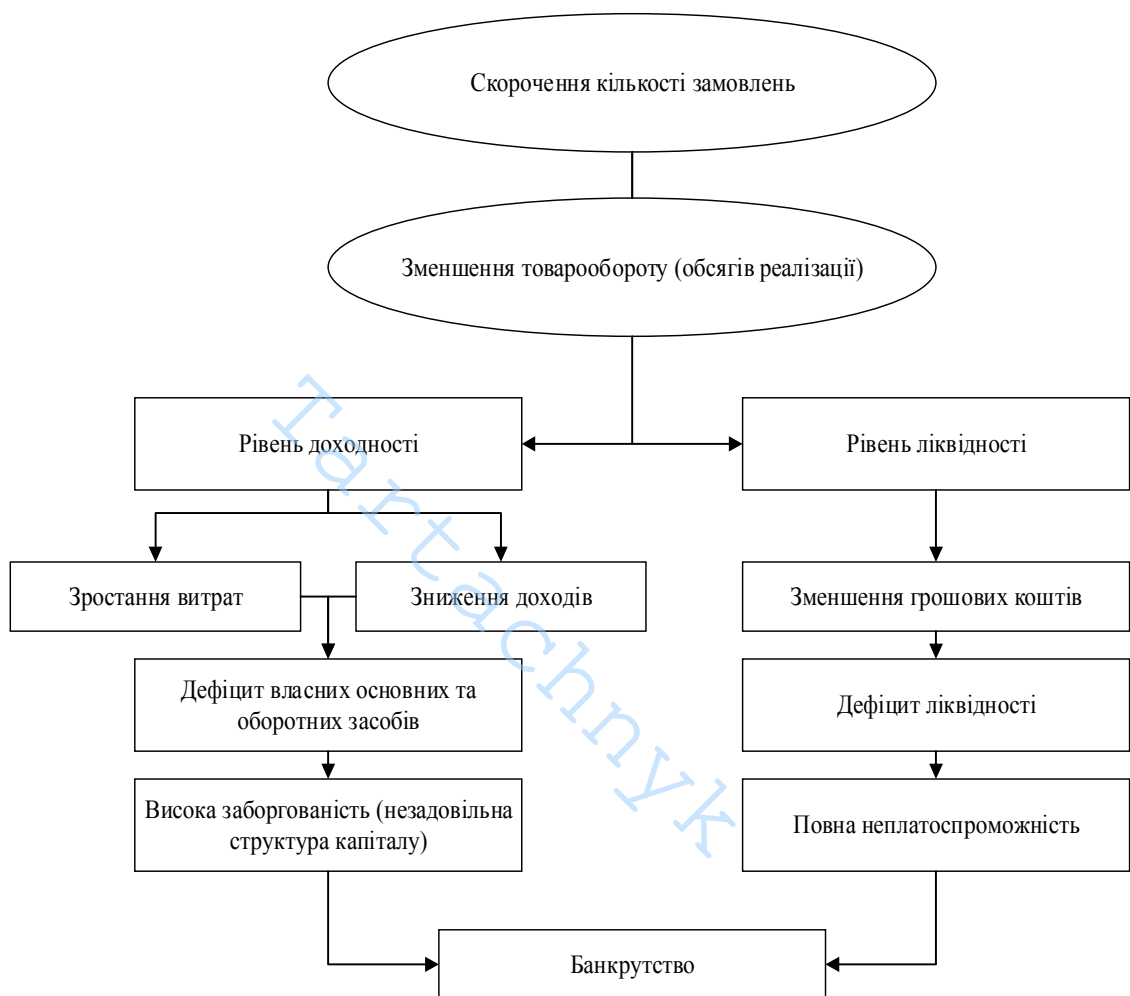 Скорочення кількості замовлень
Зменшення товарообороту (обсягів реалізації)
Рівень доходності
Рівень ліквідності
Зростання витрат
Зниження доходів
Зменшення грошових коштів
Дефіцит власних основних та
оборотних засобів
Дефіцит ліквідності
Висока заборгованість (незадовільна
структура капіталу)
Повна неплатоспроможність
Банкрутство
Tartachnyk